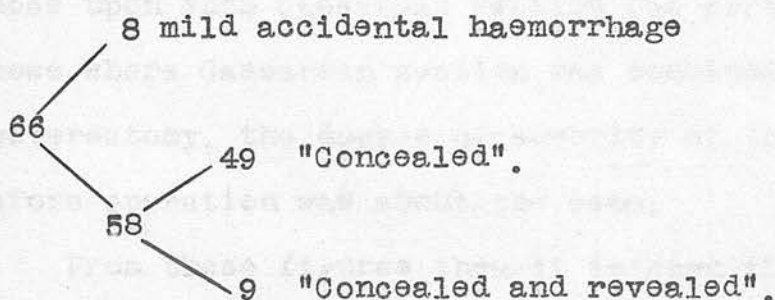 8 mild accidental haemorrhage
66
49 "Concealed".
58
9 "Concealed and revealed".